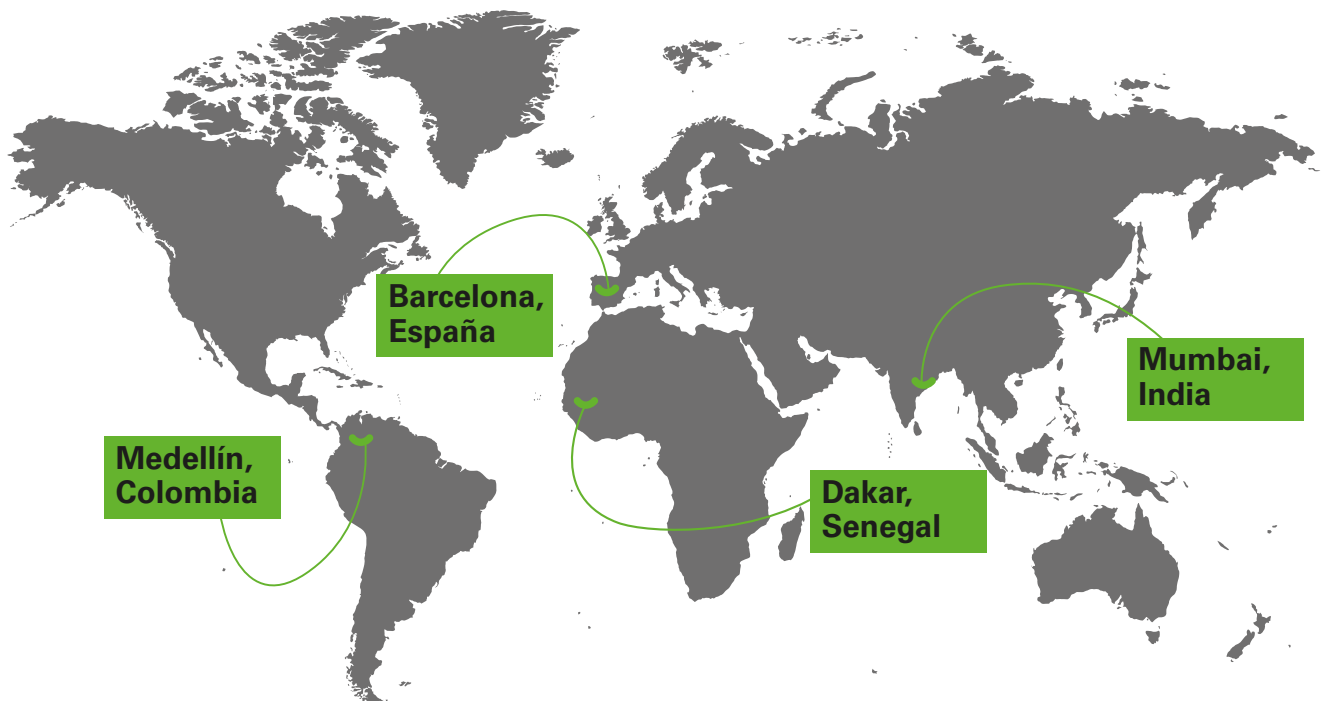 Barcelona,
España
Mumbai,
India
Medellín,
Colombia
Dakar,
Senegal